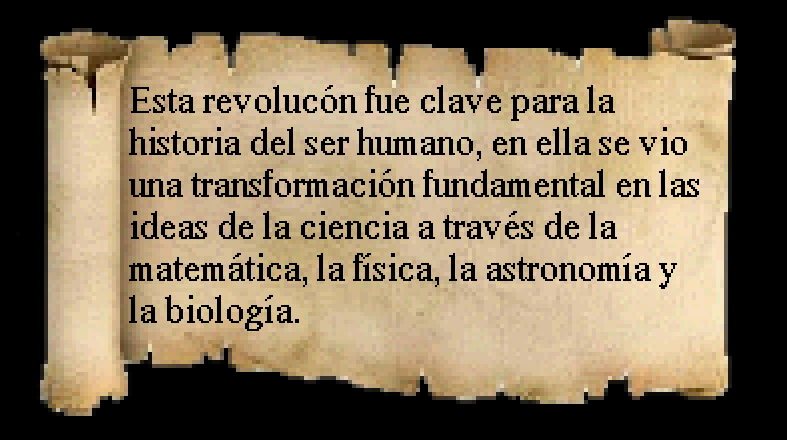 Esta revolucón fue clave para la
historia del ser humano, en ella se vio
una transformación fundamental en las
ideas de la ciencia a través de la
matemática, la física, la astronomía y
la biología.